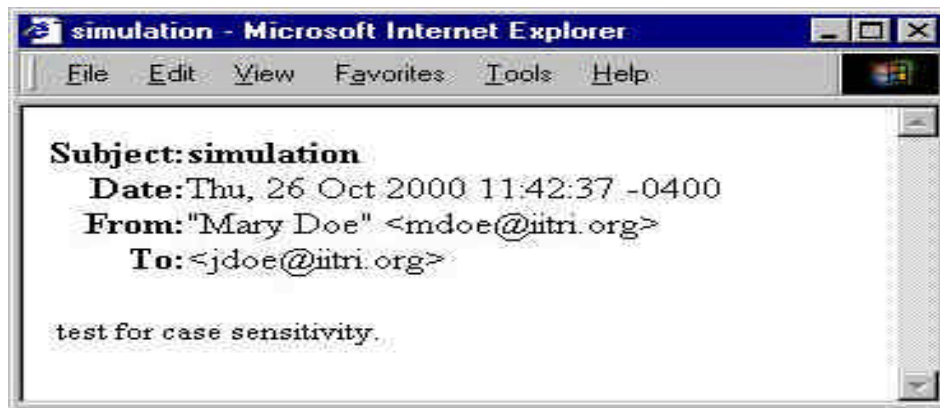 simulation - Microsoft Internet Explorer
File Edit View Favorites Tools Help
Subject: simulation
Date: Thu, 26 Oct 2000 11:42:37 -0400
From: "Mary Doe" <mdoe@iitri.org>
To: <jdoe@iitri.org>
test for case sensitivity.